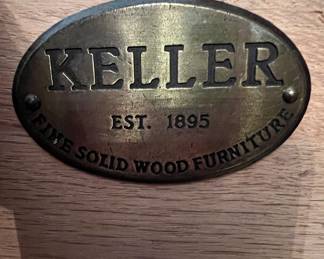 KELLER
EST. 1895
FINE SOLID WOOD FURNITURE